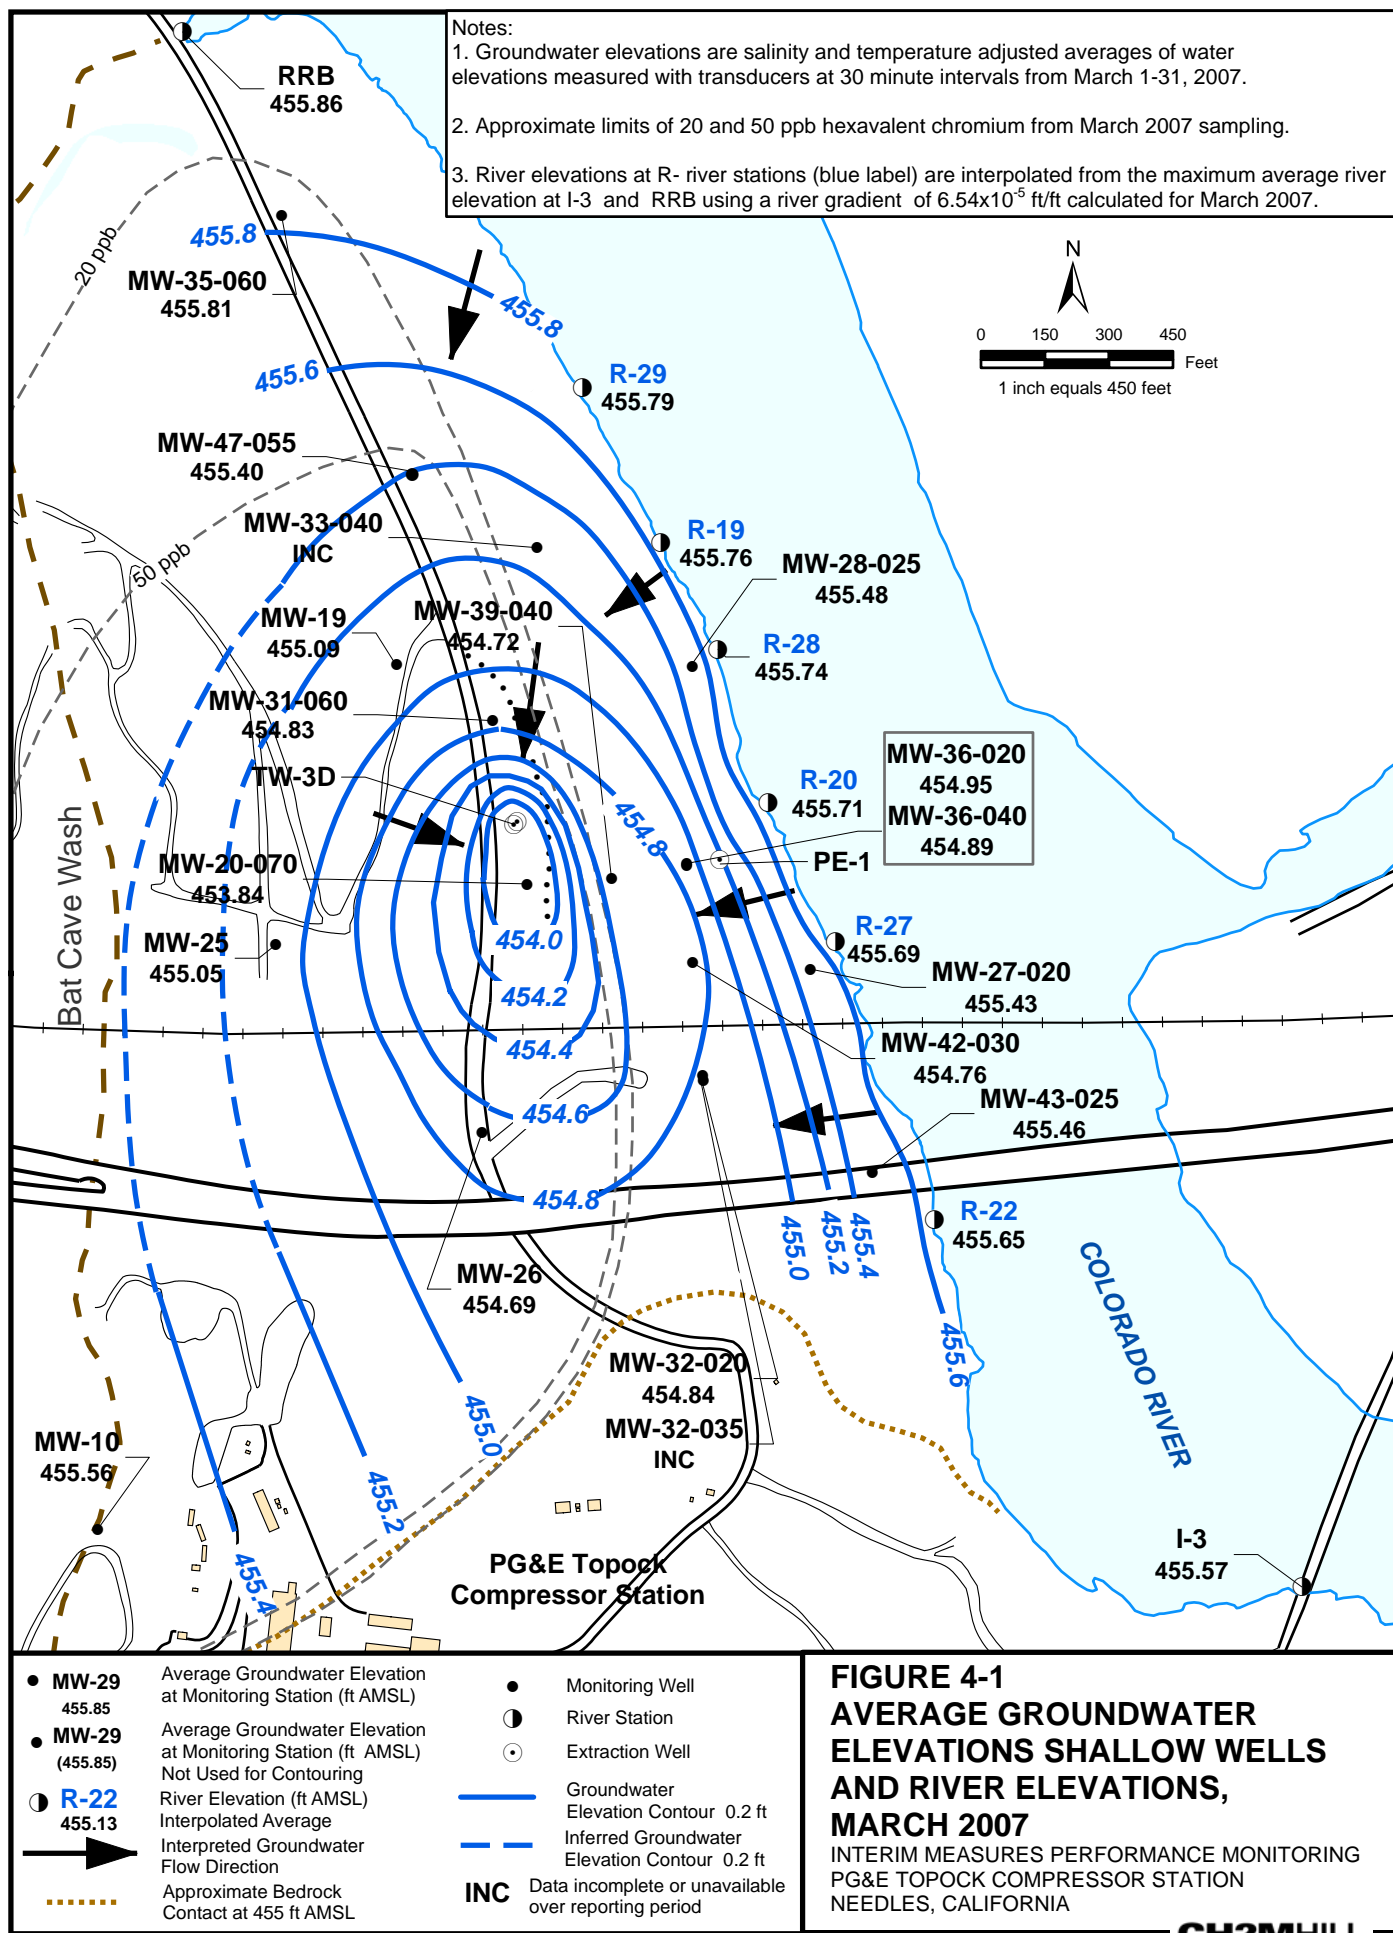 Notes:
1. Groundwater elevations are salinity and temperature adjusted averages of water
elevations measured with transducers at 30 minute intervals from March 1-31, 2007.
2. Approximate limits of 20 and 50 ppb hexavalent chromium from March 2007 sampling.
3. River elevations at R- river stations (blue label) are interpolated from the maximum average river
elevation at I-3 and RRB using a river gradient of 6.54x10⁻⁵ ft/ft calculated for March 2007.
RRB
455.86
20 ppb
455.8
MW-35-060
455.81
455.8
N
0 150 300 450
Feet
1 inch equals 450 feet
455.6
R-29
455.79
MW-47-055
455.40
MW-33-040
INC
50 ppb
R-19
455.76
MW-28-025
455.48
MW-19
455.09
MW-39-040
454.72
R-28
455.74
MW-31-060
454.83
TW-3D
454.8
R-20
455.71
MW-36-020
454.95
MW-36-040
454.89
PE-1
MW-20-070
453.84
Bat Cave Wash
MW-25
455.05
454.0
R-27
455.69
MW-27-020
455.43
454.2
454.4
MW-42-030
454.76
MW-43-025
455.46
454.6
454.8
455.0
455.2
455.4
R-22
455.65
MW-26
454.69
COLORADO RIVER
455.6
MW-32-020
454.84
MW-32-035
INC
455.0
MW-10
455.56
455.2
455.4
PG&E Topock
Compressor Station
I-3
455.57
MW-29
455.85
Average Groundwater Elevation
at Monitoring Station (ft AMSL)
MW-29
(455.85)
Average Groundwater Elevation
at Monitoring Station (ft AMSL)
Not Used for Contouring
R-22
455.13
River Elevation (ft AMSL)
Interpolated Average
Interpreted Groundwater
Flow Direction
Approximate Bedrock
Contact at 455 ft AMSL
Monitoring Well
River Station
Extraction Well
Groundwater
Elevation Contour 0.2 ft
Inferred Groundwater
Elevation Contour 0.2 ft
INC
Data incomplete or unavailable
over reporting period
FIGURE 4-1
AVERAGE GROUNDWATER
ELEVATIONS SHALLOW WELLS
AND RIVER ELEVATIONS,
MARCH 2007
INTERIM MEASURES PERFORMANCE MONITORING
PG&E TOPOCK COMPRESSOR STATION
NEEDLES, CALIFORNIA
CH2MHILL